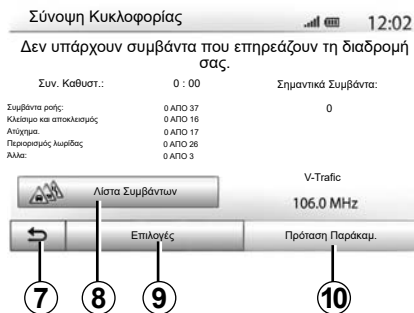 Σύνοψη Κυκλοφορίας 12:02
Δεν υπάρχουν συμβάντα που επηρεάζουν τη διαδρομή
σας.
Συν. Καθυστ.: 0 : 00 Σημαντικά Συμβάντα:
Συμβάντα ροής: 0 ΑΠΟ 37 0
Κλείσιμο και αποκλεισμός 0 ΑΠΟ 16
Ατύχημα. 0 ΑΠΟ 17
Περιορισμός λωρίδας 0 ΑΠΟ 26
Άλλα: 0 ΑΠΟ 3
V-Trafic
Λίστα Συμβάντων 106.0 MHz
Επιλογές Πρόταση Παράκαμ.
7 8 9 10